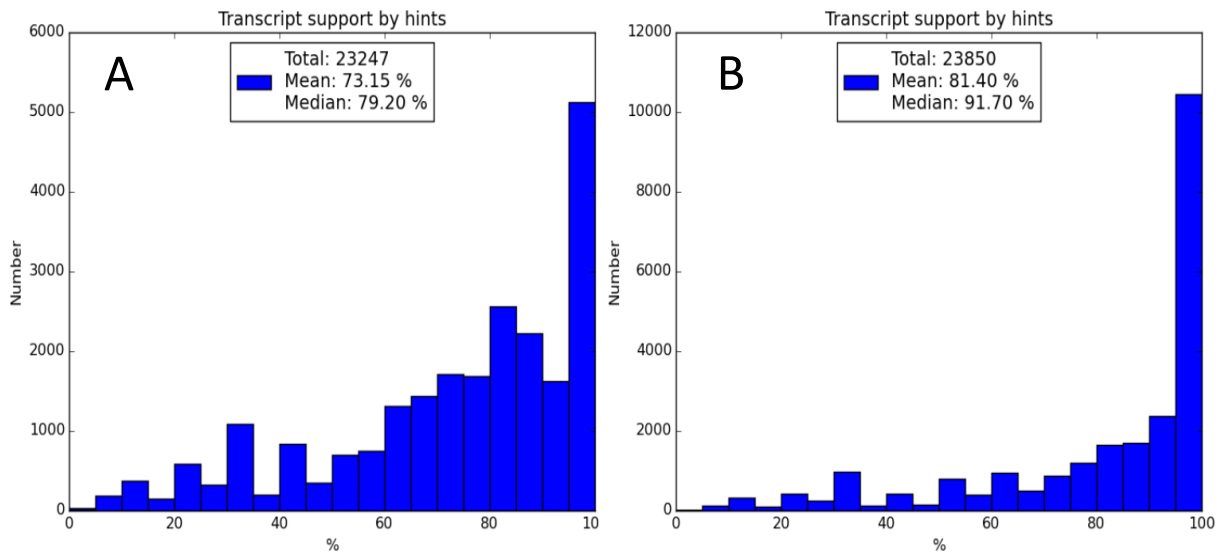 Transcript support by hints
A
Total: 23247
Mean: 73.15 %
Median: 79.20 %
6000
5000
4000
3000
2000
1000
0
Number
0 20 40 60 80 10
%
Transcript support by hints
B
Total: 23850
Mean: 81.40 %
Median: 91.70 %
12000
10000
8000
6000
4000
2000
0
Number
0 20 40 60 80 100
%